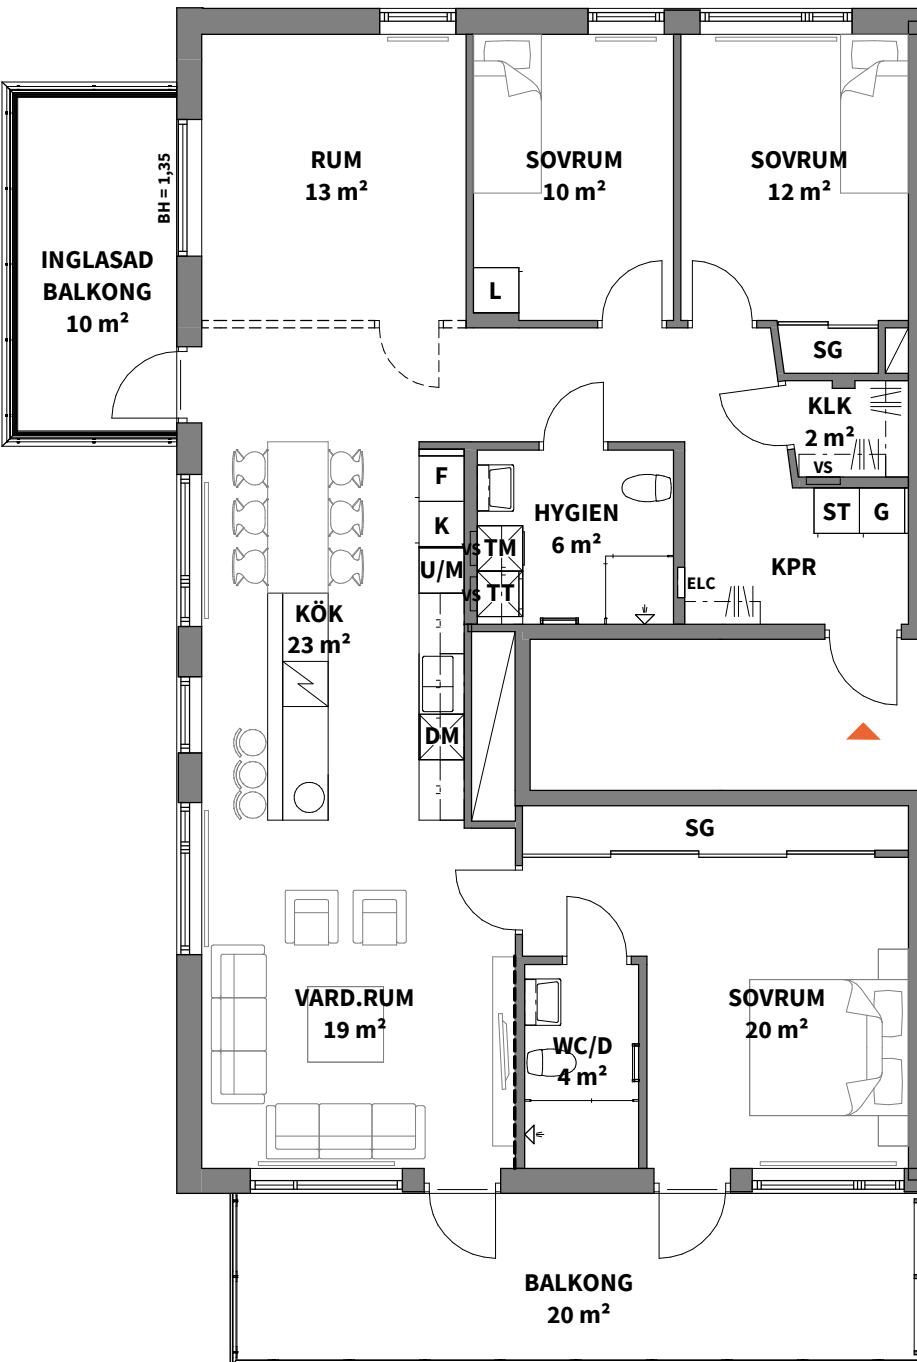 RUM
13 m²
SOVRUM
10 m²
SOVRUM
12 m²
BH = 1,35
INGLASAD
BALKONG
10 m²
L
SG
KLK
2 m²
VS
F
K
U/M
HYGIEN
6 m²
VS
TM
VS
TT
ST
G
KPR
ELC
KÖK
23 m²
DM
SG
VARD.RUM
19 m²
SOVRUM
20 m²
WC/D
4 m²
BALKONG
20 m²